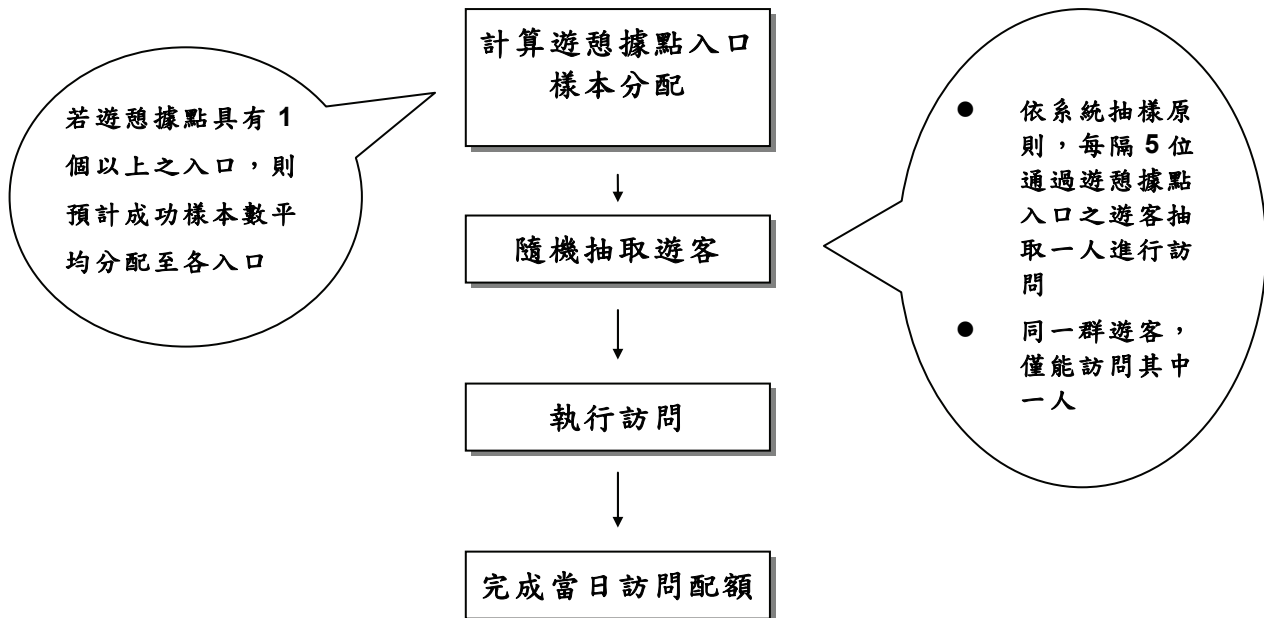 計算遊憩據點入口
樣本分配
若遊憩據點具有 1
個以上之入口，則
預計成功樣本數平
均分配至各入口
● 依系統抽樣原
則，每隔 5 位
通過遊憩據點
入口之遊客抽
取一人進行訪
問
● 同一群遊客，
僅能訪問其中
一人
隨機抽取遊客
執行訪問
完成當日訪問配額